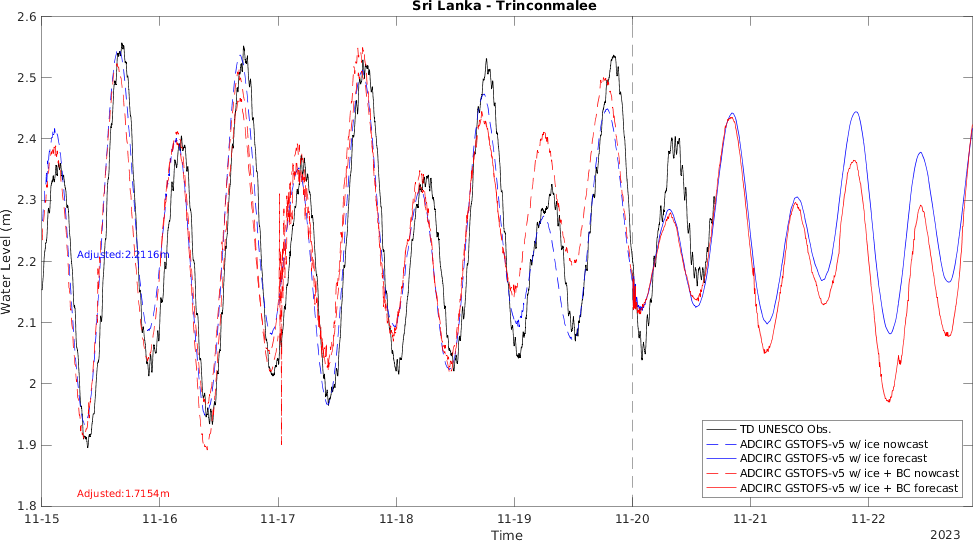 Sri Lanka - Trinconmalee
2.6
2.5
2.4
2.3
2.2
2.1
2
1.9
1.8
Water Level (m)
Adjusted:2.2116m
Adjusted:1.7154m
TD UNESCO Obs.
ADCIRC GSTOFS-v5 w/ ice nowcast
ADCIRC GSTOFS-v5 w/ ice forecast
ADCIRC GSTOFS-v5 w/ ice + BC nowcast
ADCIRC GSTOFS-v5 w/ ice + BC forecast
11-15 11-16 11-17 11-18 11-19 11-20 11-21 11-22
Time
2023